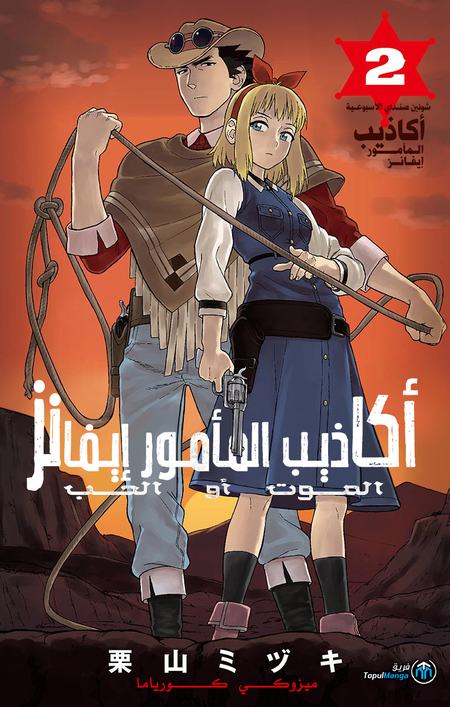 2
شونين صنداي الأسبوعية
أكاذيب
المأمور
إيفانز
أكاذيب المأمور إيفانز
الموت أو الحب
栗山ミヅキ
ميزوكي كورياما
فريق
TopulManga